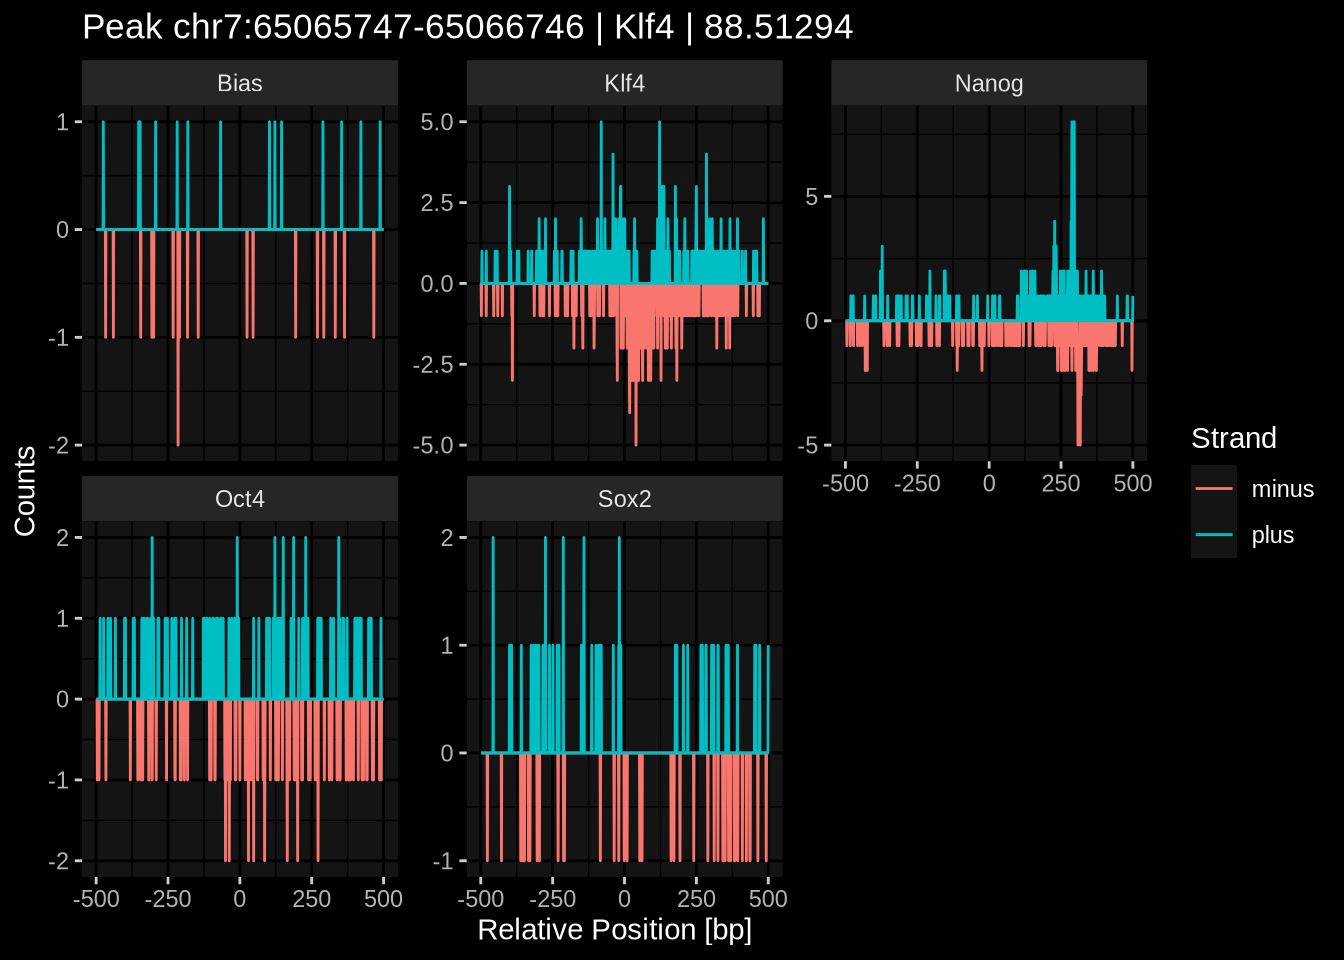 Peak chr7:65065747-65066746 | Klf4 | 88.51294
Bias
Klf4
Nanog
1
0
-1
-2
5.0
2.5
0.0
-2.5
-5.0
5
0
-5
-500 -250 0 250 500
Counts
Strand
minus
plus
Oct4
Sox2
2
1
0
-1
-2
2
1
0
-1
-500 -250 0 250 500
-500 -250 0 250 500
Relative Position [bp]